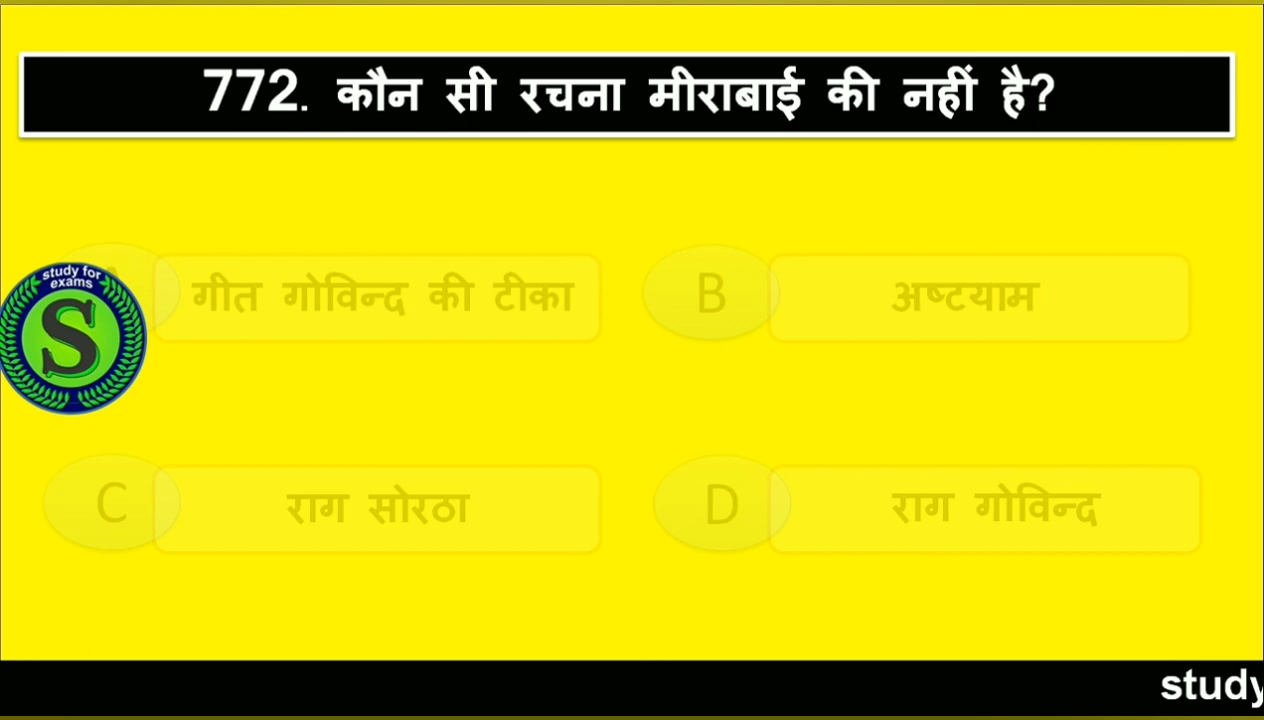 772. कौन सी रचना मीराबाई की नहीं है?
A गीत गोविन्द की टीका
B अष्टयाम
study for
exams
S
C राग सोरठा
D राग गोविन्द
study